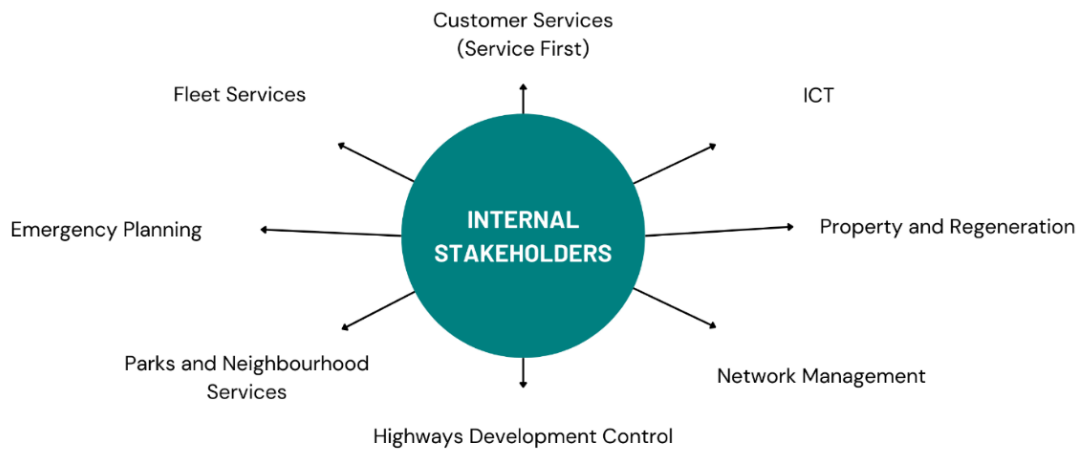 Customer Services
(Service First)
Fleet Services
ICT
INTERNAL
STAKEHOLDERS
Emergency Planning
Property and Regeneration
Parks and Neighbourhood
Services
Network Management
Highways Development Control